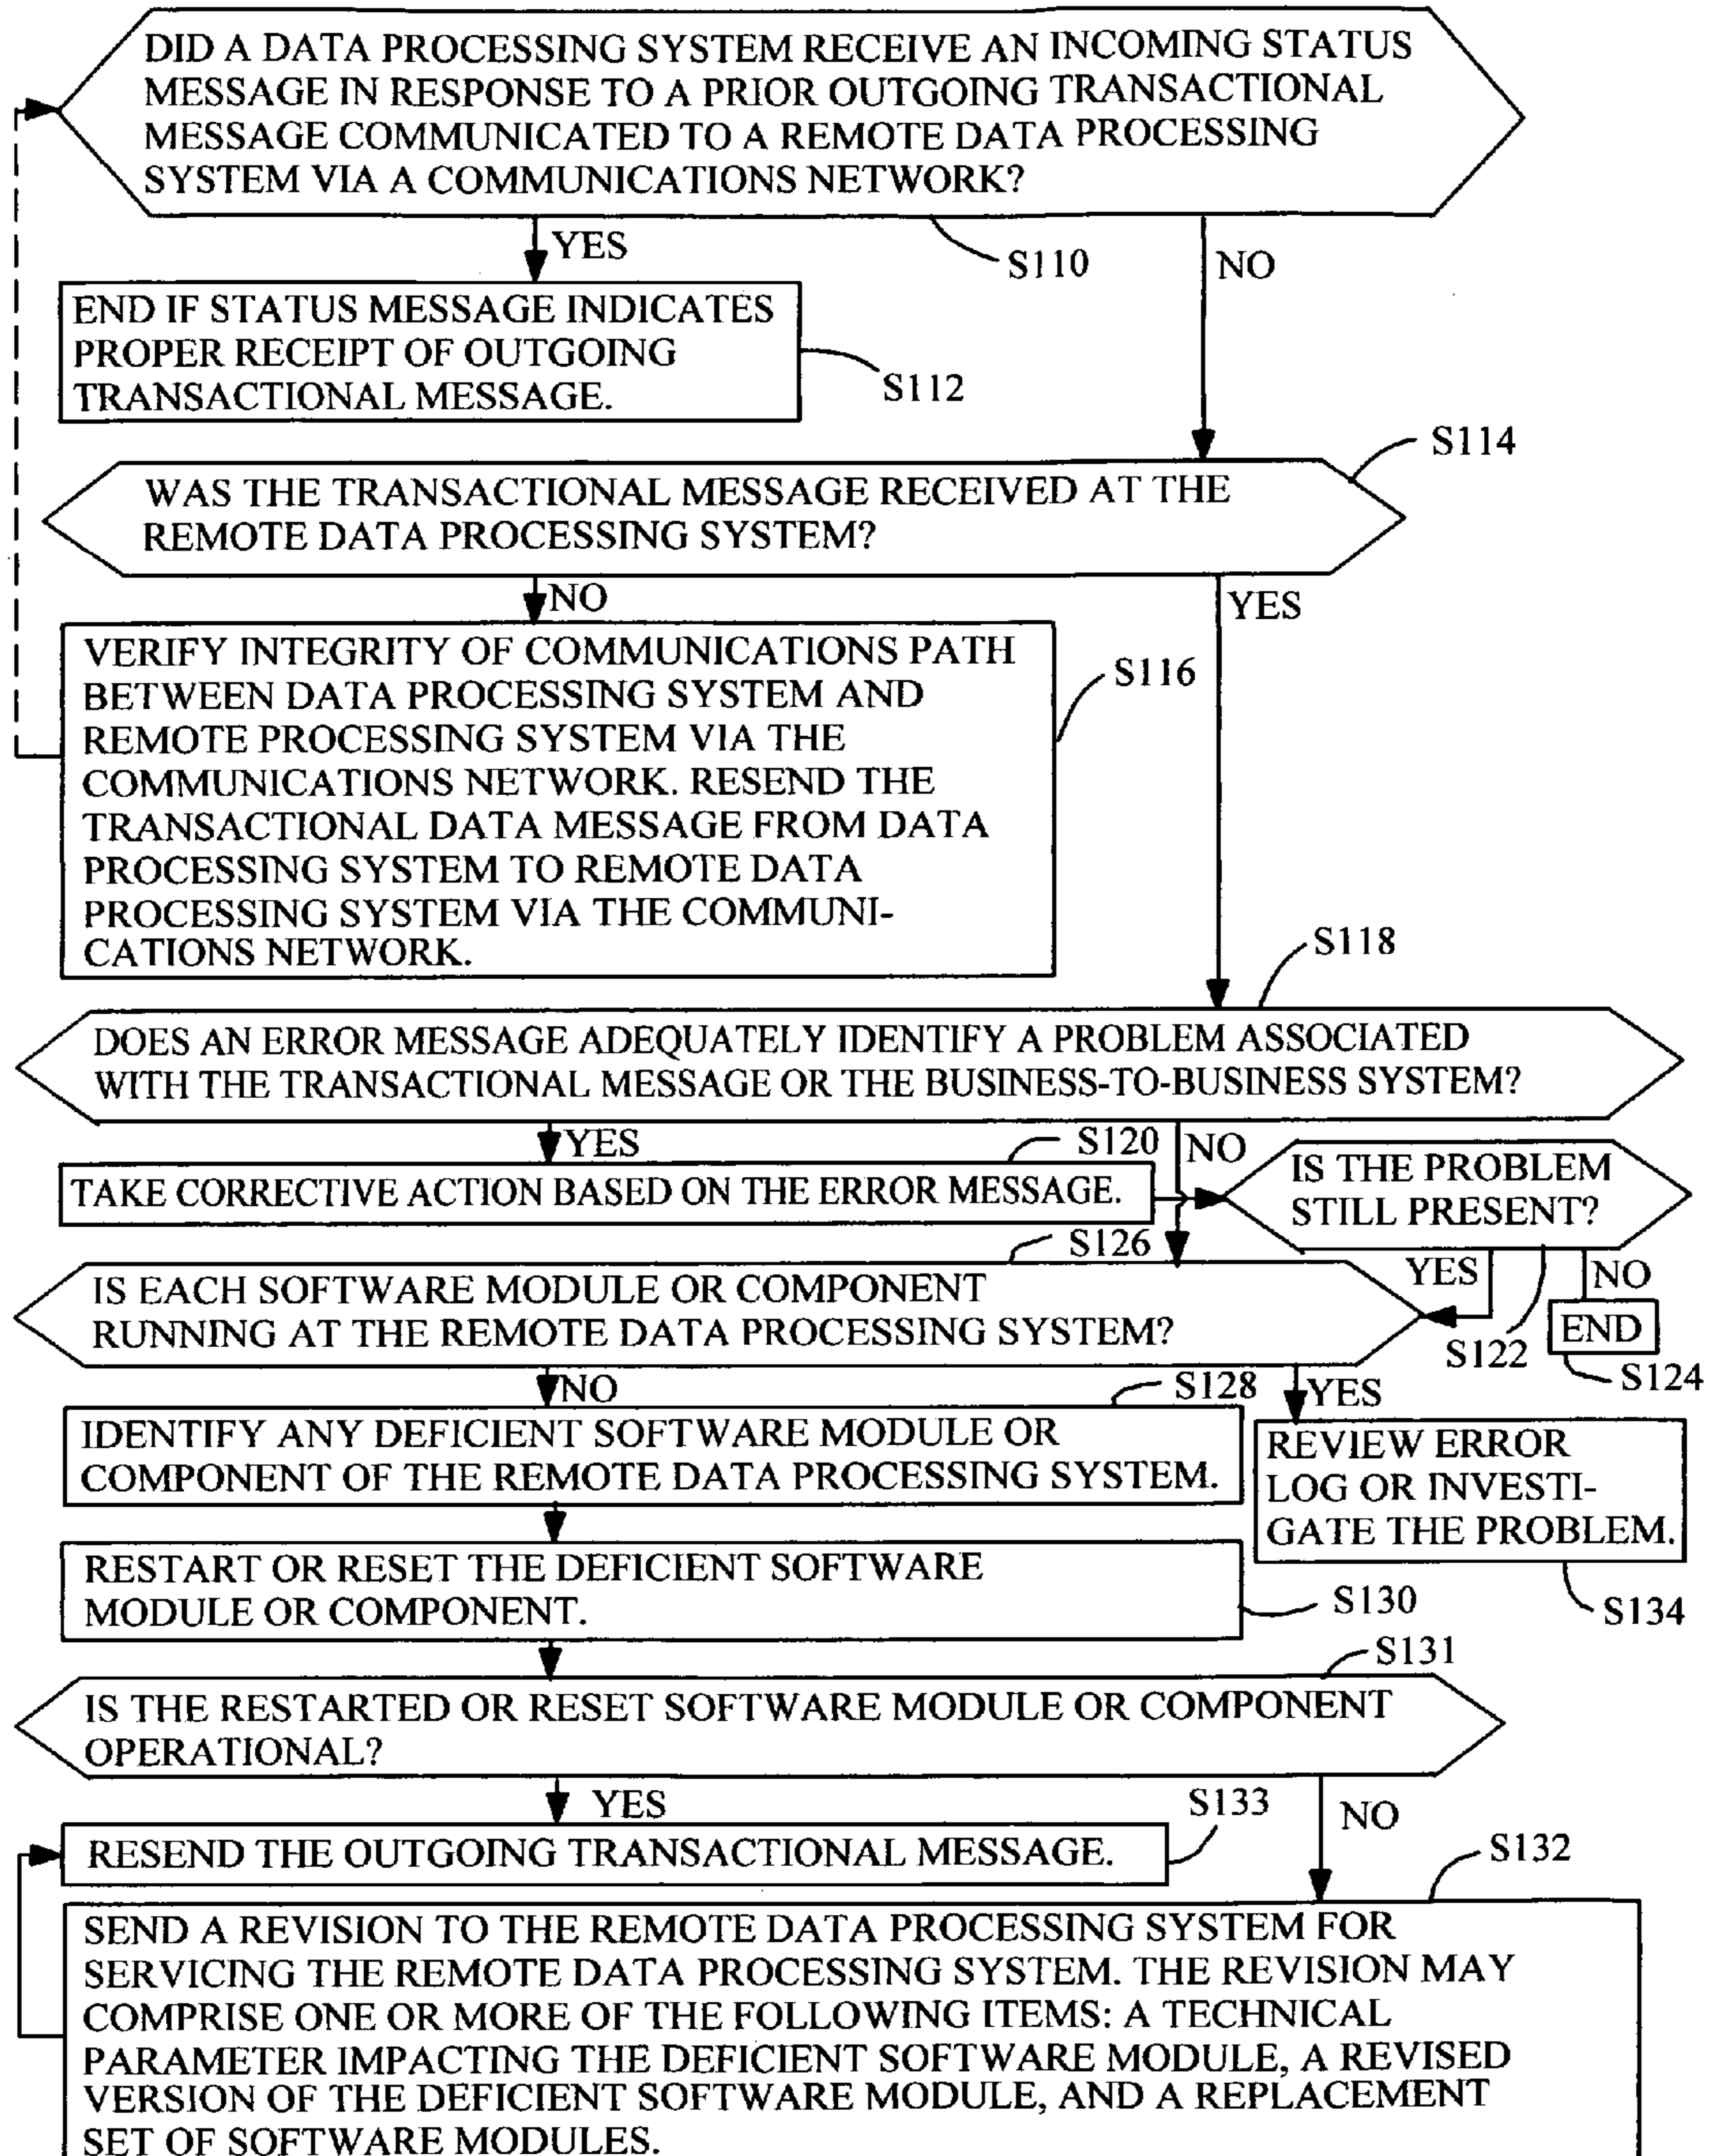 DID A DATA PROCESSING SYSTEM RECEIVE AN INCOMING STATUS
MESSAGE IN RESPONSE TO A PRIOR OUTGOING TRANSACTIONAL
MESSAGE COMMUNICATED TO A REMOTE DATA PROCESSING
SYSTEM VIA A COMMUNICATIONS NETWORK?
YES
S110
NO
END IF STATUS MESSAGE INDICATES
PROPER RECEIPT OF OUTGOING
TRANSACTIONAL MESSAGE.
S112
S114
WAS THE TRANSACTIONAL MESSAGE RECEIVED AT THE
REMOTE DATA PROCESSING SYSTEM?
NO
YES
VERIFY INTEGRITY OF COMMUNICATIONS PATH
BETWEEN DATA PROCESSING SYSTEM AND
REMOTE PROCESSING SYSTEM VIA THE
COMMUNICATIONS NETWORK. RESEND THE
TRANSACTIONAL DATA MESSAGE FROM DATA
PROCESSING SYSTEM TO REMOTE DATA
PROCESSING SYSTEM VIA THE COMMUNI-
CATIONS NETWORK.
S116
S118
DOES AN ERROR MESSAGE ADEQUATELY IDENTIFY A PROBLEM ASSOCIATED
WITH THE TRANSACTIONAL MESSAGE OR THE BUSINESS-TO-BUSINESS SYSTEM?
YES
S120
NO
TAKE CORRECTIVE ACTION BASED ON THE ERROR MESSAGE.
IS THE PROBLEM
STILL PRESENT?
S126
YES
NO
END
S122
S124
IS EACH SOFTWARE MODULE OR COMPONENT
RUNNING AT THE REMOTE DATA PROCESSING SYSTEM?
NO
S128
YES
IDENTIFY ANY DEFICIENT SOFTWARE MODULE OR
COMPONENT OF THE REMOTE DATA PROCESSING SYSTEM.
REVIEW ERROR
LOG OR INVESTI-
GATE THE PROBLEM.
S134
RESTART OR RESET THE DEFICIENT SOFTWARE
MODULE OR COMPONENT.
S130
S131
IS THE RESTARTED OR RESET SOFTWARE MODULE OR COMPONENT
OPERATIONAL?
YES
S133
NO
RESEND THE OUTGOING TRANSACTIONAL MESSAGE.
S132
SEND A REVISION TO THE REMOTE DATA PROCESSING SYSTEM FOR
SERVICING THE REMOTE DATA PROCESSING SYSTEM. THE REVISION MAY
COMPRISE ONE OR MORE OF THE FOLLOWING ITEMS: A TECHNICAL
PARAMETER IMPACTING THE DEFICIENT SOFTWARE MODULE, A REVISED
VERSION OF THE DEFICIENT SOFTWARE MODULE, AND A REPLACEMENT
SET OF SOFTWARE MODULES.